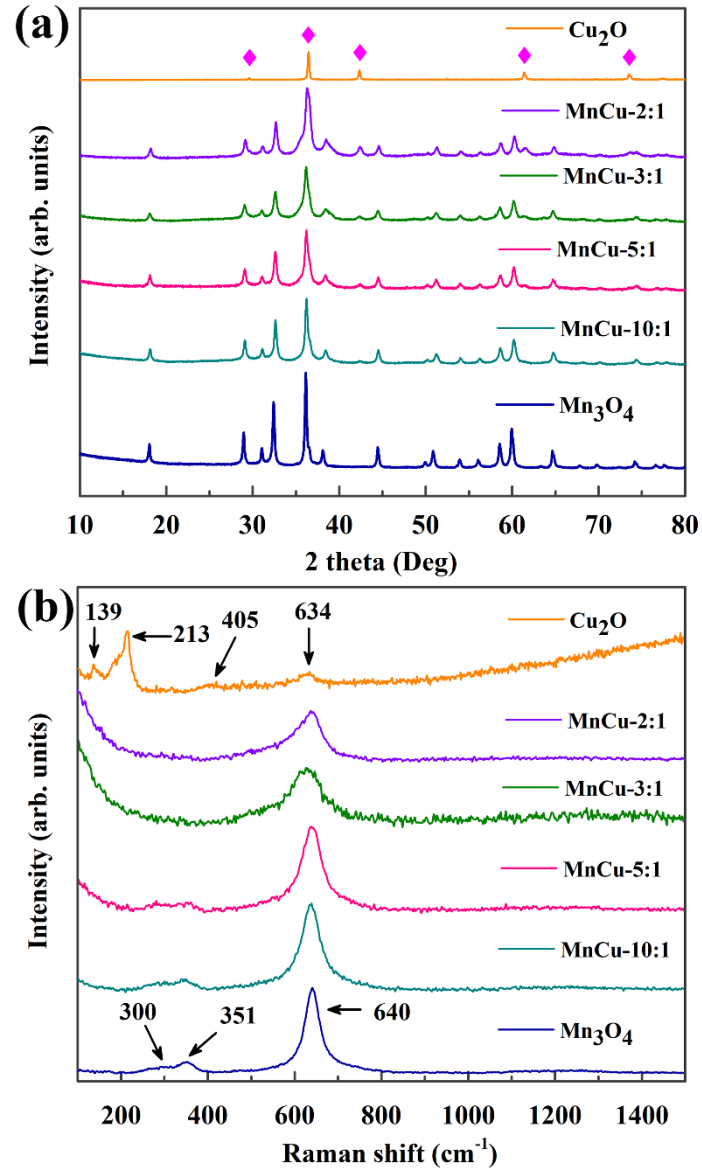 (a)
Cu₂O
MnCu-2:1
MnCu-3:1
MnCu-5:1
MnCu-10:1
Mn₃O₄
Intensity (arb. units)
10 20 30 40 50 60 70 80
2 theta (Deg)
(b)
139
213
405
634
Cu₂O
MnCu-2:1
MnCu-3:1
MnCu-5:1
MnCu-10:1
300
351
640
Mn₃O₄
Intensity (arb. units)
200 400 600 800 1000 1200 1400
Raman shift (cm⁻¹)